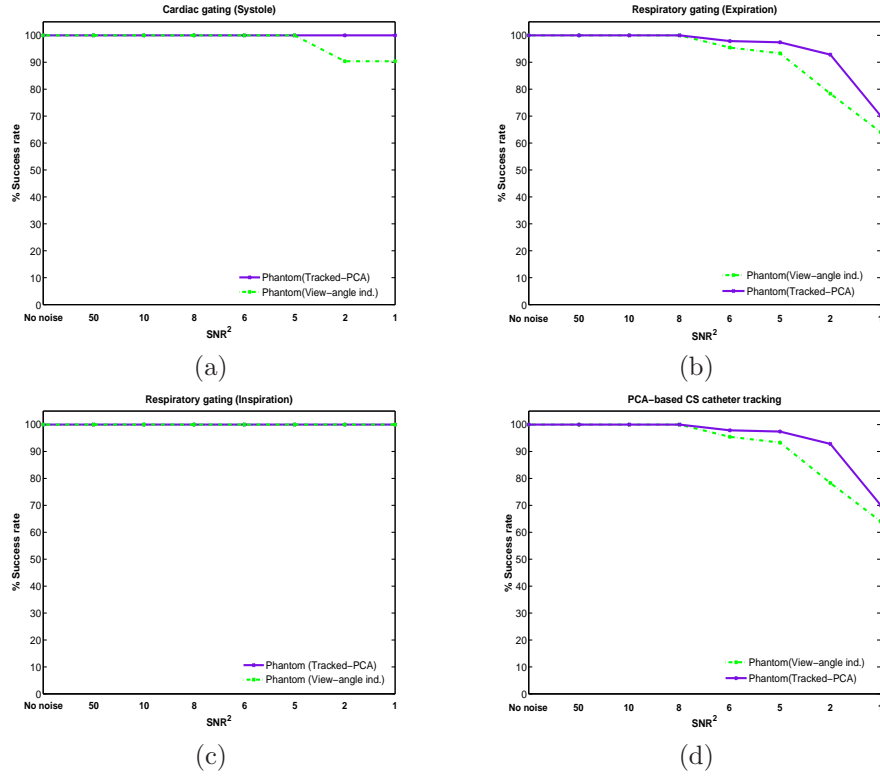 Cardiac gating (Systole)
% Success rate
100
90
80
70
60
50
40
30
20
10
0
Phantom(Tracked−PCA)
Phantom(View−angle ind.)
No noise 50 10 8 6 5 2 1
SNR2
(a)
Respiratory gating (Expiration)
% Success rate
100
90
80
70
60
50
40
30
20
10
0
Phantom(View−angle ind.)
Phantom(Tracked−PCA)
No noise 50 10 8 6 5 2 1
SNR2
(b)
Respiratory gating (Inspiration)
% Success rate
100
90
80
70
60
50
40
30
20
10
0
Phantom (Tracked−PCA)
Phantom (View−angle ind.)
No noise 50 10 8 6 5 2 1
SNR2
(c)
PCA−based CS catheter tracking
% Success rate
100
90
80
70
60
50
40
30
20
10
0
Phantom(View−angle ind.)
Phantom(Tracked−PCA)
No noise 50 10 8 6 5 2 1
SNR2
(d)